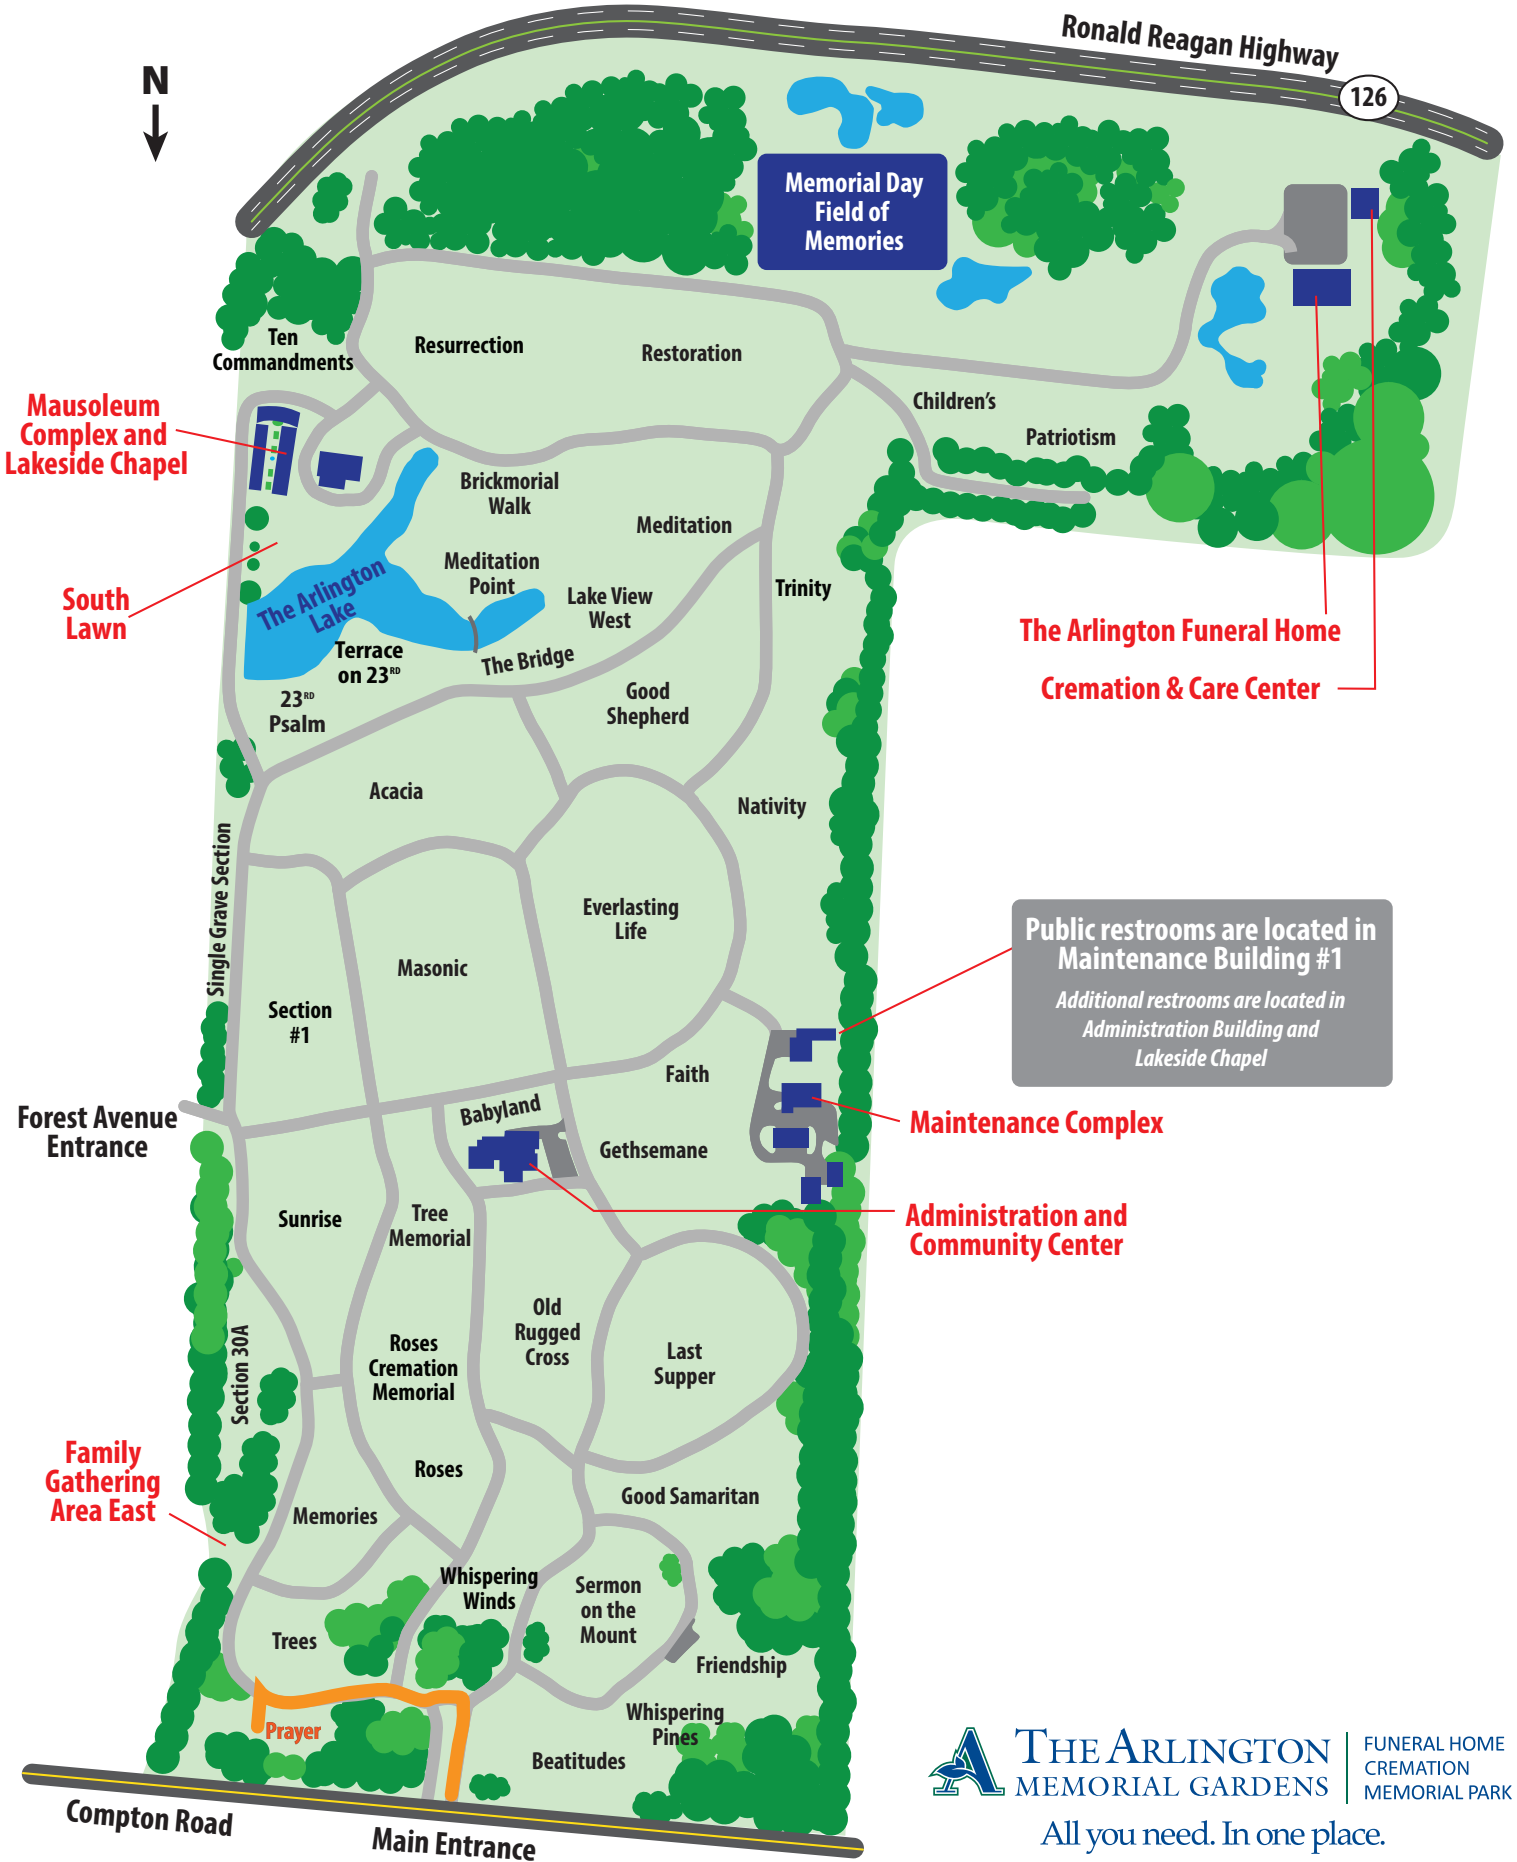 Ronald Reagan Highway
126
N
Memorial Day
Field of
Memories
Ten
Commandments
Resurrection
Restoration
Children's
Patriotism
Mausoleum
Complex and
Lakeside Chapel
Brickmorial
Walk
Meditation
Meditation
Point
South
Lawn
The Arlington
Lake
Lake View
West
Trinity
The Arlington Funeral Home
Cremation & Care Center
Terrace
on 23RD
The Bridge
23RD
Psalm
Good
Shepherd
Acacia
Nativity
Single Grave Section
Everlasting
Life
Masonic
Section
#1
Public restrooms are located in
Maintenance Building #1
Additional restrooms are located in
Administration Building and
Lakeside Chapel
Faith
Babyland
Forest Avenue
Entrance
Maintenance Complex
Gethsemane
Sunrise
Tree
Memorial
Administration and
Community Center
Old
Rugged
Cross
Roses
Cremation
Memorial
Last
Supper
Section 30A
Family
Gathering
Area East
Roses
Memories
Good Samaritan
Whispering
Winds
Sermon
on the
Mount
Trees
Friendship
Prayer
Whispering
Pines
Beatitudes
Compton Road
Main Entrance
THE ARLINGTON
MEMORIAL GARDENS
FUNERAL HOME
CREMATION
MEMORIAL PARK
All you need. In one place.